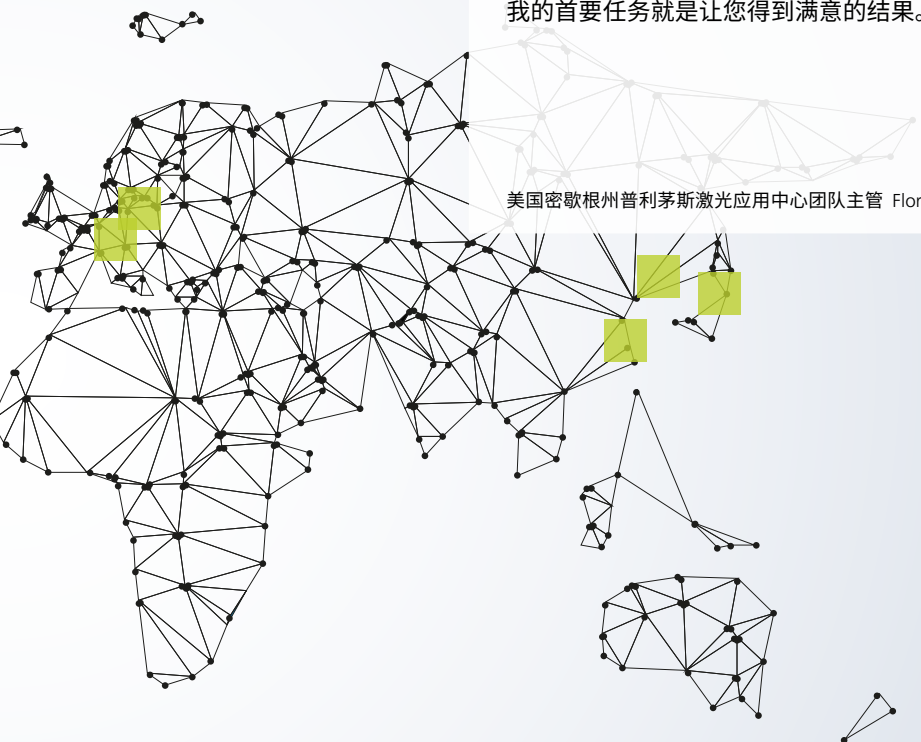 我的首要任务就是让您得到满意的结果。
美国密歇根州普利茅斯激光应用中心团队主管 Flor